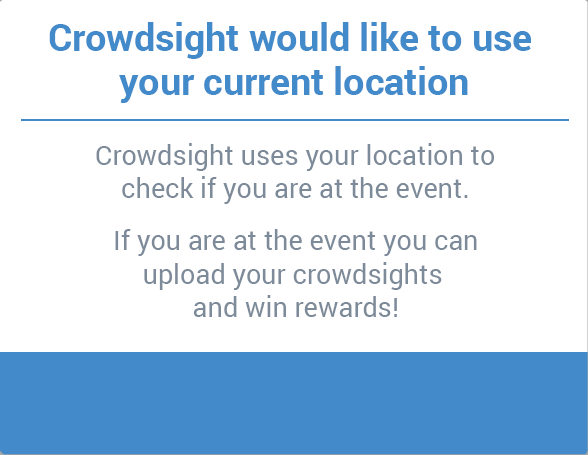 Crowdsight would like to use
your current location
Crowdsight uses your location to
check if you are at the event.
If you are at the event you can
upload your crowdsights
and win rewards!